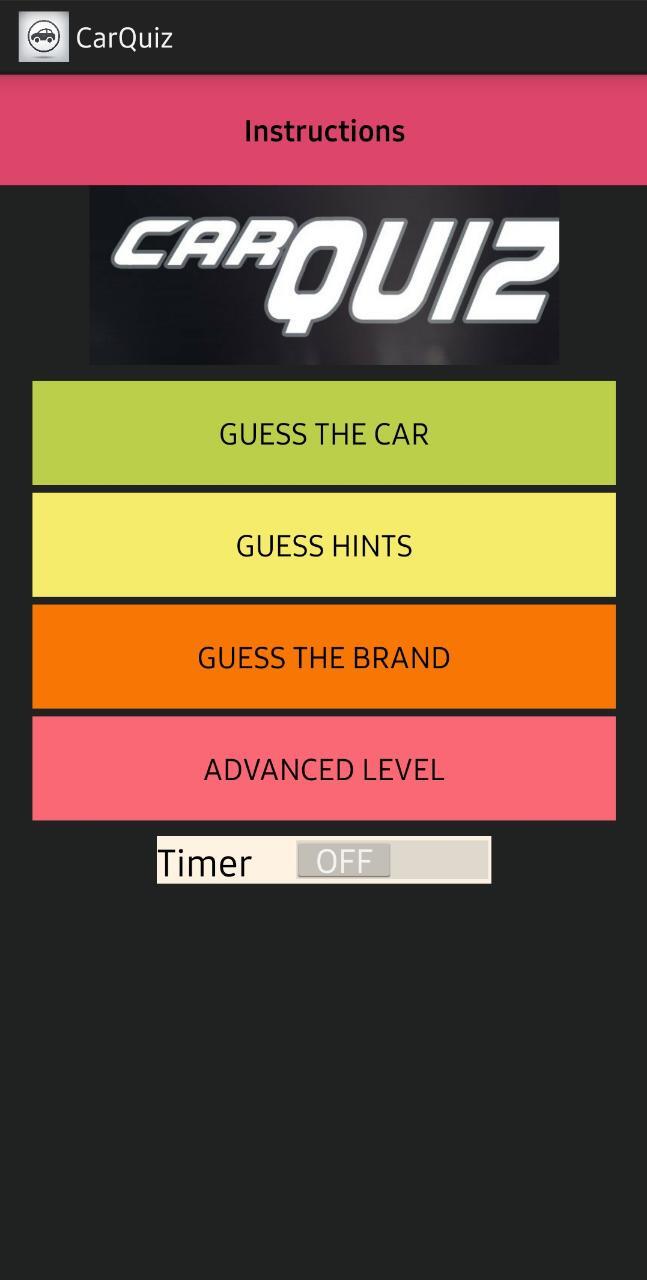 CarQuiz
Instructions
CARQUIZ
GUESS THE CAR
GUESS HINTS
GUESS THE BRAND
ADVANCED LEVEL
Timer OFF